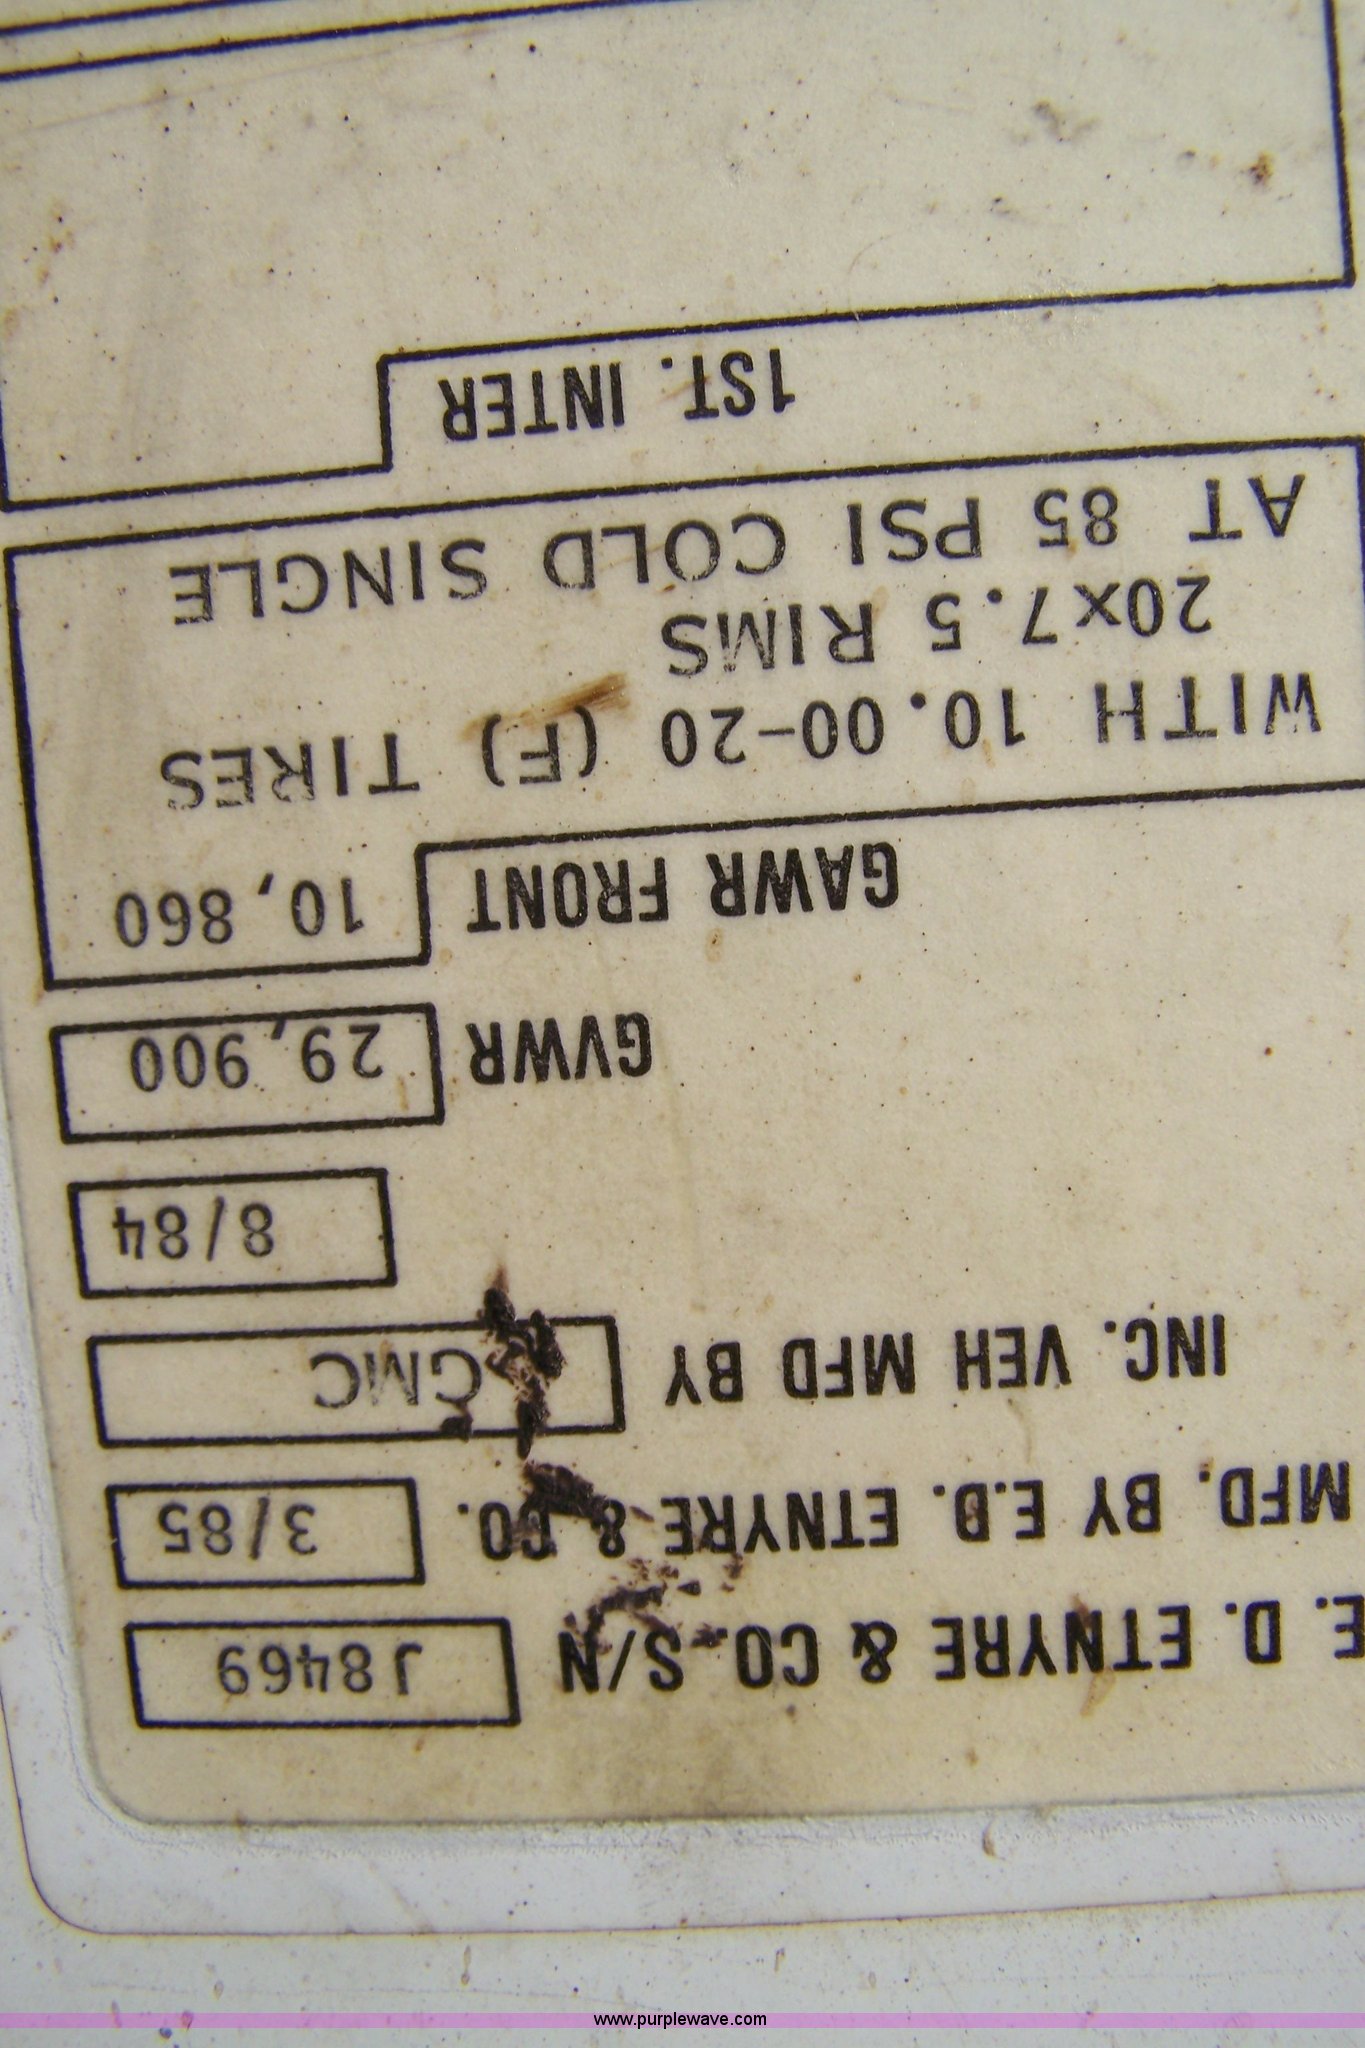 E. D. ETNYRE & CO. S/N J8469
MFD. BY E.D. ETNYRE & CO. 3/85
INC. VEH MFD BY GMC
8/84
GVWR 29,900
GAWR FRONT 10,860
WITH 10.00-20 (F) TIRES
20x7.5 RIMS
AT 85 PSI COLD SINGLE
1ST. INTER
www.purplewave.com